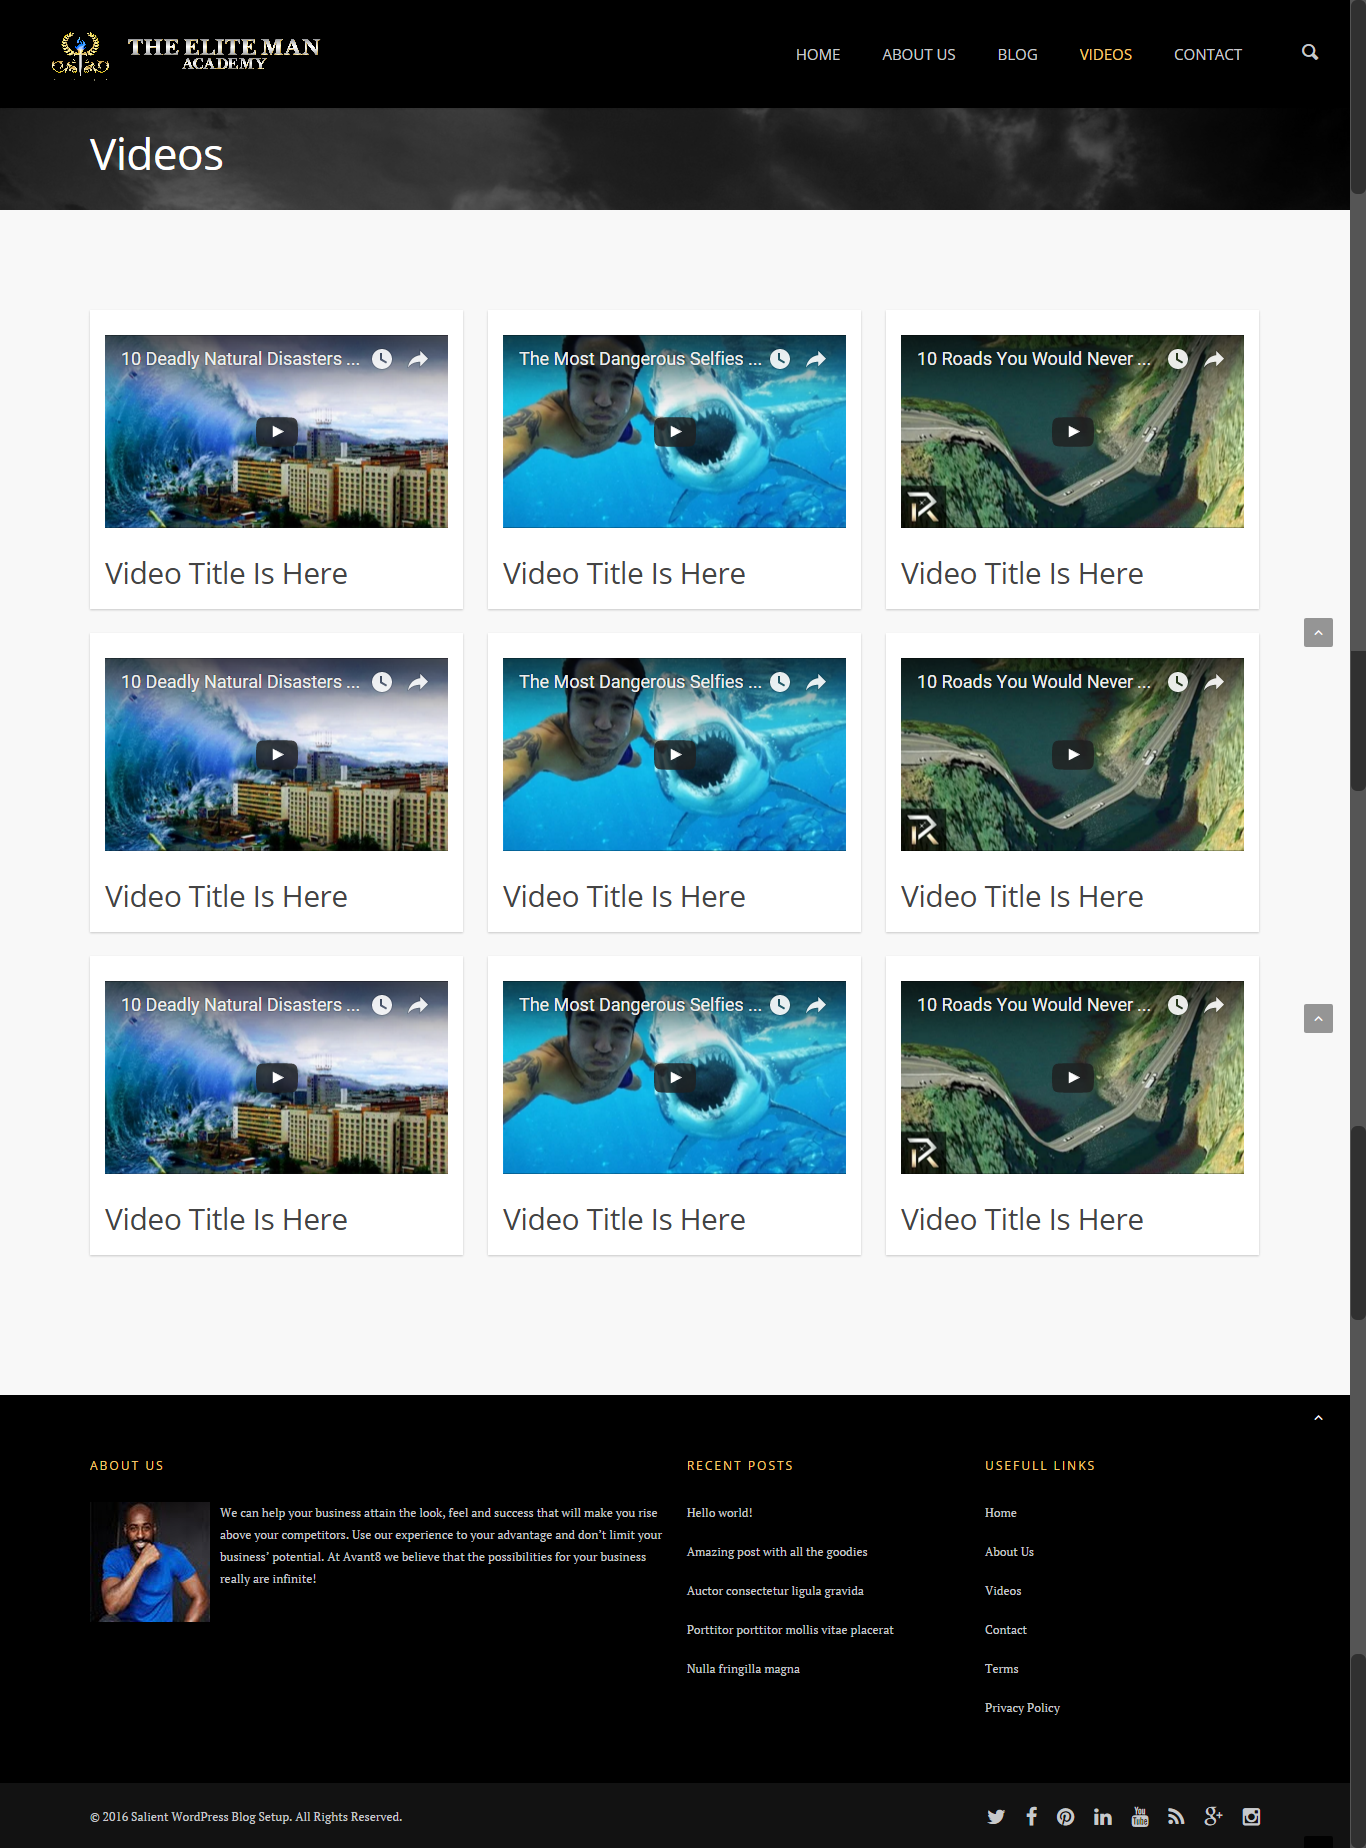 THE ELITE MAN
ACADEMY
HOME
ABOUT US
BLOG
VIDEOS
CONTACT
Videos
10 Deadly Natural Disasters ...
The Most Dangerous Selfies ...
10 Roads You Would Never ...
R
Video Title Is Here
Video Title Is Here
Video Title Is Here
10 Deadly Natural Disasters ...
The Most Dangerous Selfies ...
10 Roads You Would Never ...
R
Video Title Is Here
Video Title Is Here
Video Title Is Here
10 Deadly Natural Disasters ...
The Most Dangerous Selfies ...
10 Roads You Would Never ...
R
Video Title Is Here
Video Title Is Here
Video Title Is Here
ABOUT US
We can help your business attain the look, feel and success that will make you rise
above your competitors. Use our experience to your advantage and don’t limit your
business’ potential. At Avant8 we believe that the possibilities for your business
really are infinite!
RECENT POSTS
Hello world!
Amazing post with all the goodies
Auctor consectetur ligula gravida
Porttitor porttitor mollis vitae placerat
Nulla fringilla magna
USEFULL LINKS
Home
About Us
Videos
Contact
Terms
Privacy Policy
© 2016 Salient WordPress Blog Setup. All Rights Reserved.
You
Tube